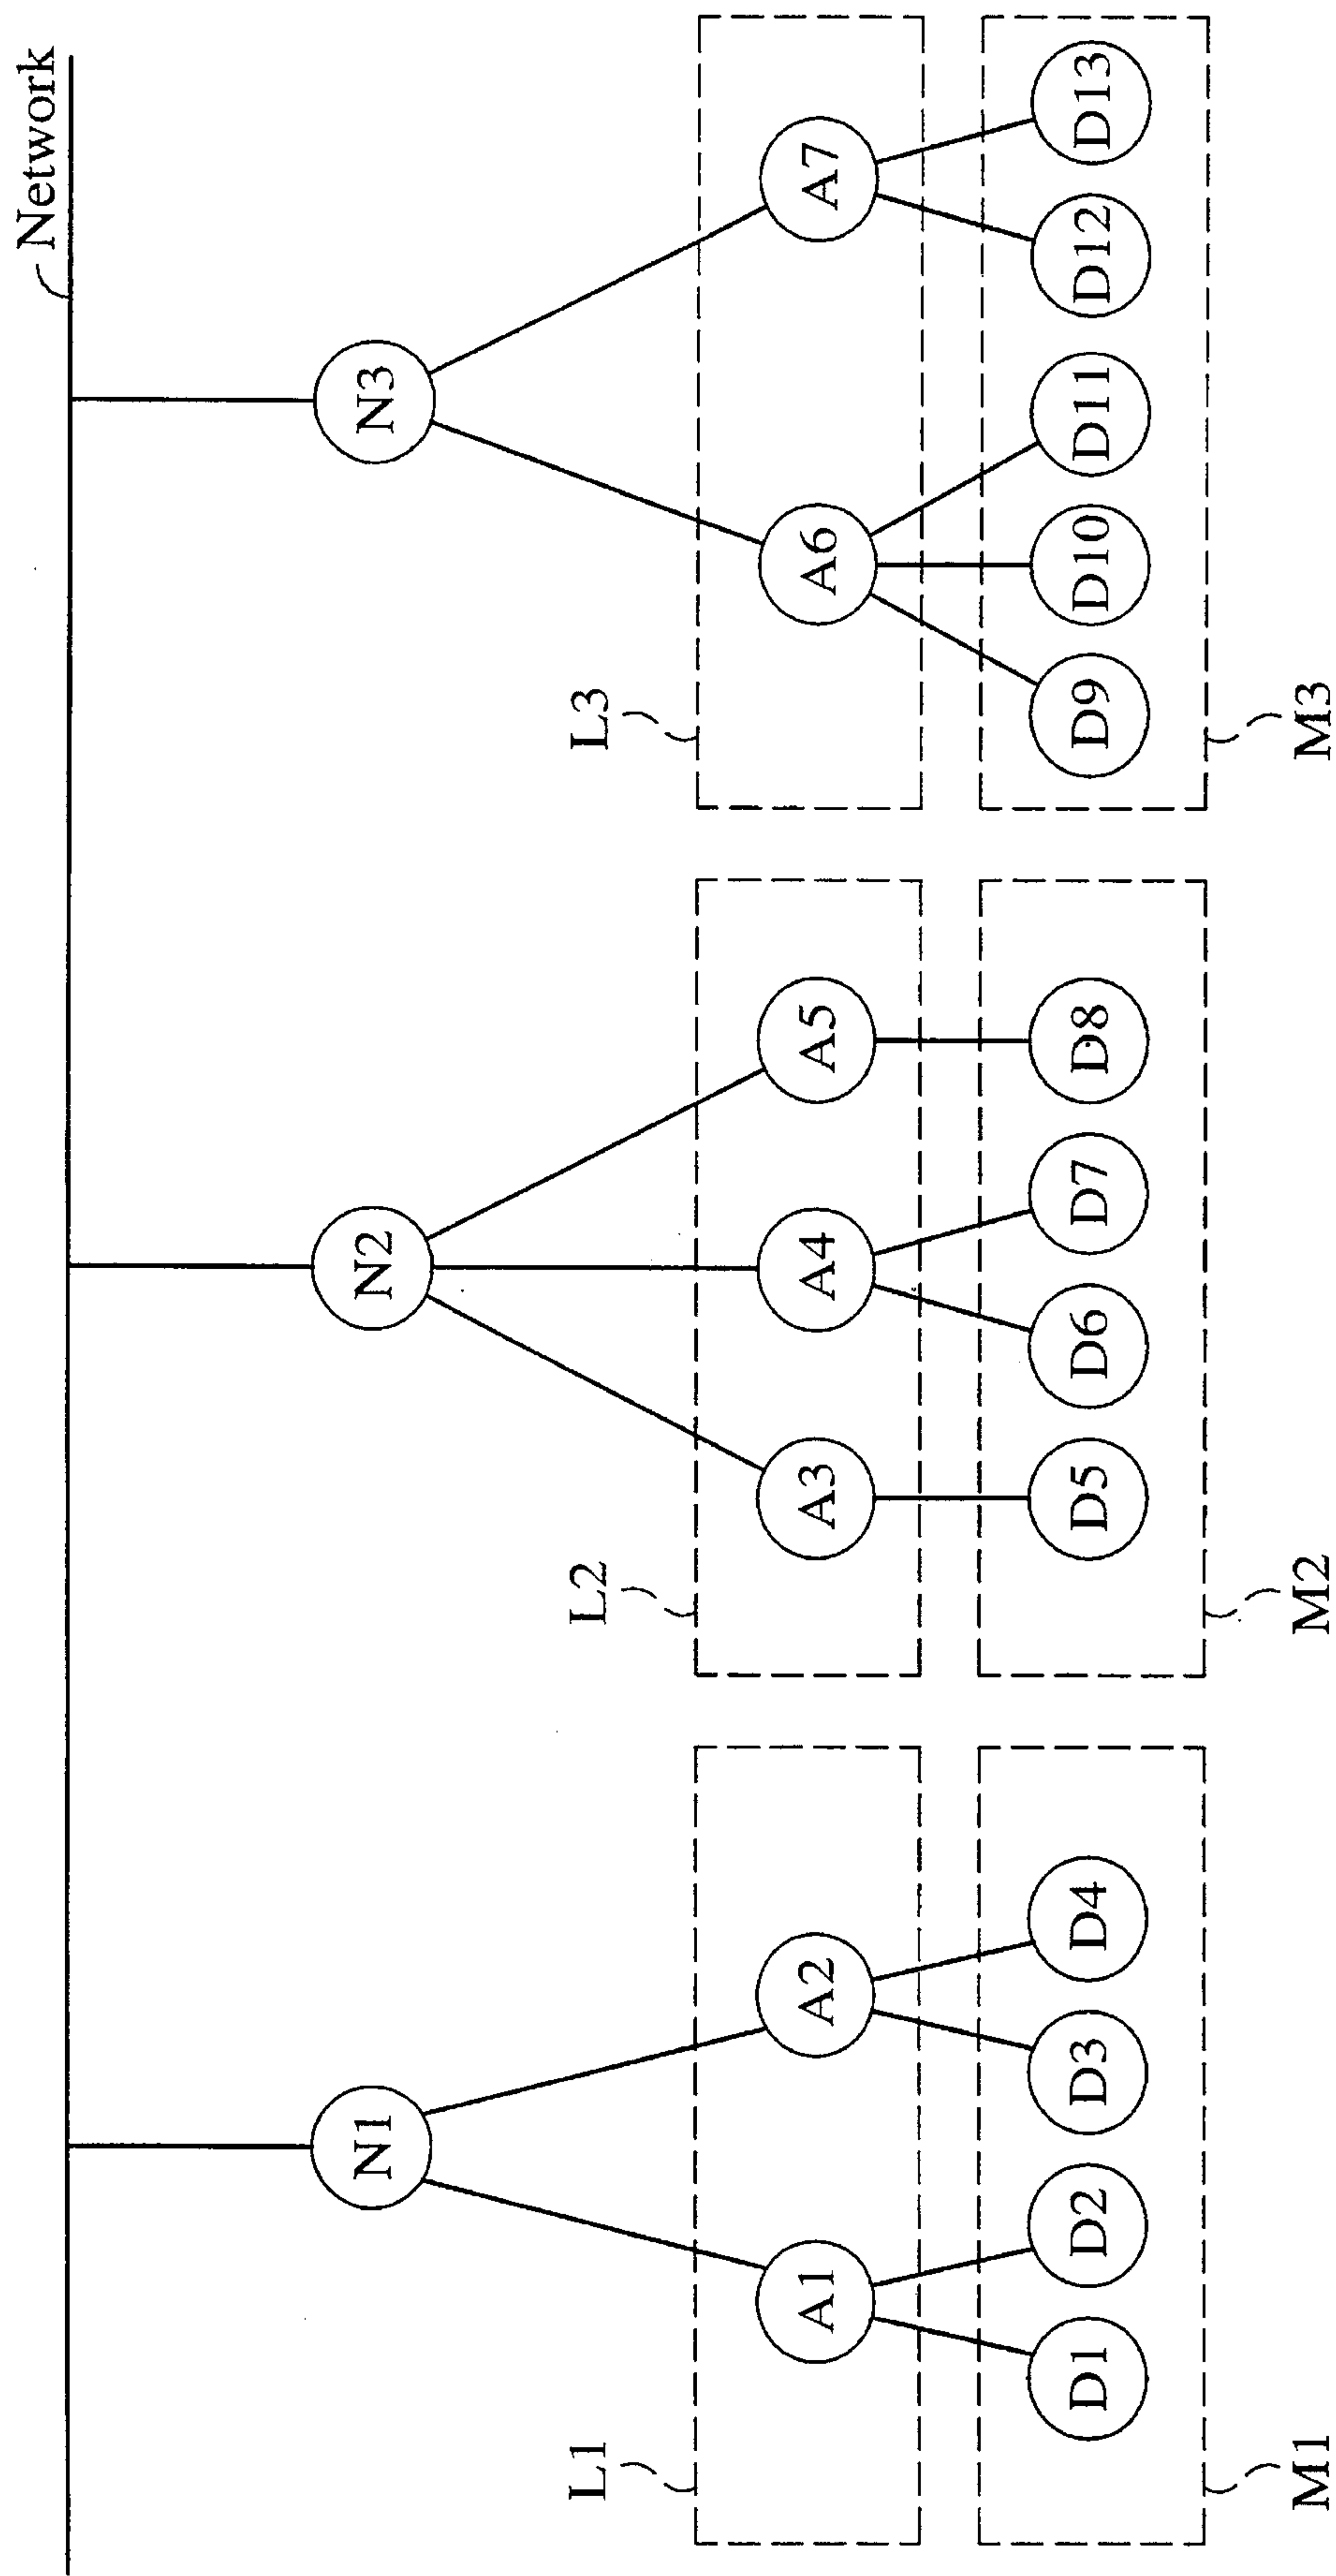 Network
N1
N2
N3
L1
L2
L3
A1
A2
A3
A4
A5
A6
A7
D1
D2
D3
D4
D5
D6
D7
D8
D9
D10
D11
D12
D13
M1
M2
M3